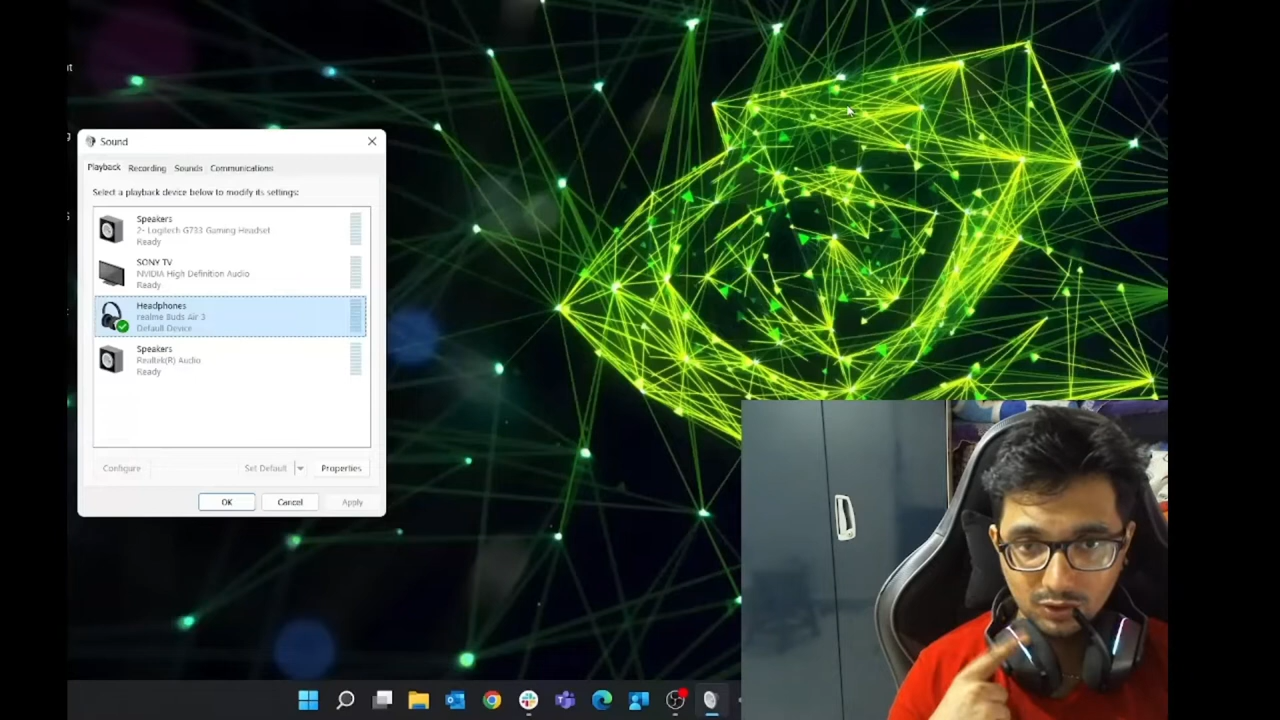 Sound
Playback Recording Sounds Communications
Select a playback device below to modify its settings:
Speakers
2- Logitech G733 Gaming Headset
Ready
SONY TV
NVIDIA High Definition Audio
Ready
Headphones
realme Buds Air 3
Default Device
Speakers
Realtek(R) Audio
Ready
Configure Set Default Properties
OK Cancel Apply